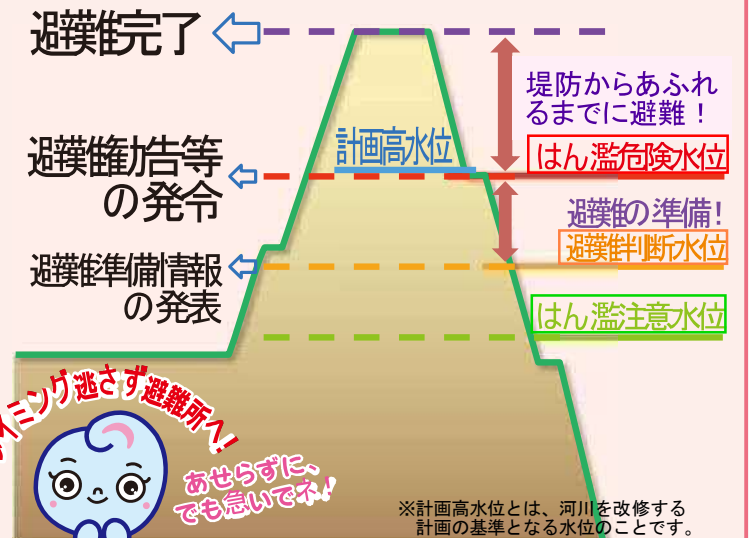 避難完了
堤防からあふれ
るまでに避難!
計画高水位
避難勧告等
の発令
はん濫危険水位
避難の準備!
避難判断水位
避難準備情報
の発表
はん濫注意水位
イミング逃さず避難所へ!
あせらずに、
でも急いでネ!
※計画高水位とは、河川を改修する
計画の基準となる水位のことです。